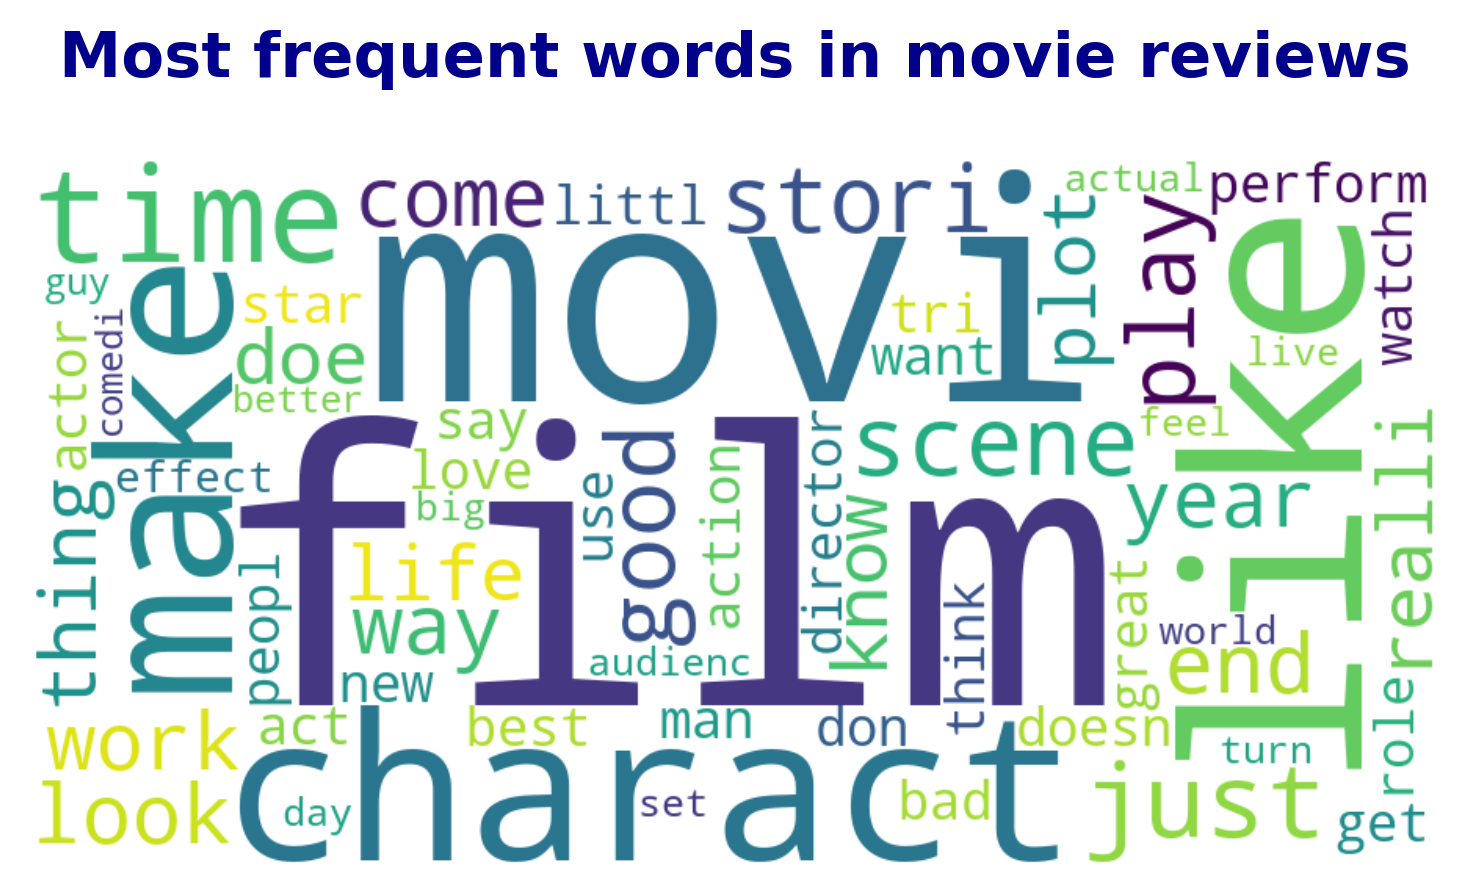 Most frequent words in movie reviews
time
come
littl
stori
actual
perform
guy
comedi
make
star
movi
tri
want
plot
play
like
watch
actor
doe
better
live
say
film
good
director
scene
feel
effect
love
use
action
know
year
realli
thing
big
peopl
life
way
think
great
world
end
new
audienc
role
work
act
best
man
don
doesn
turn
look
charact
day
set
bad
just
get